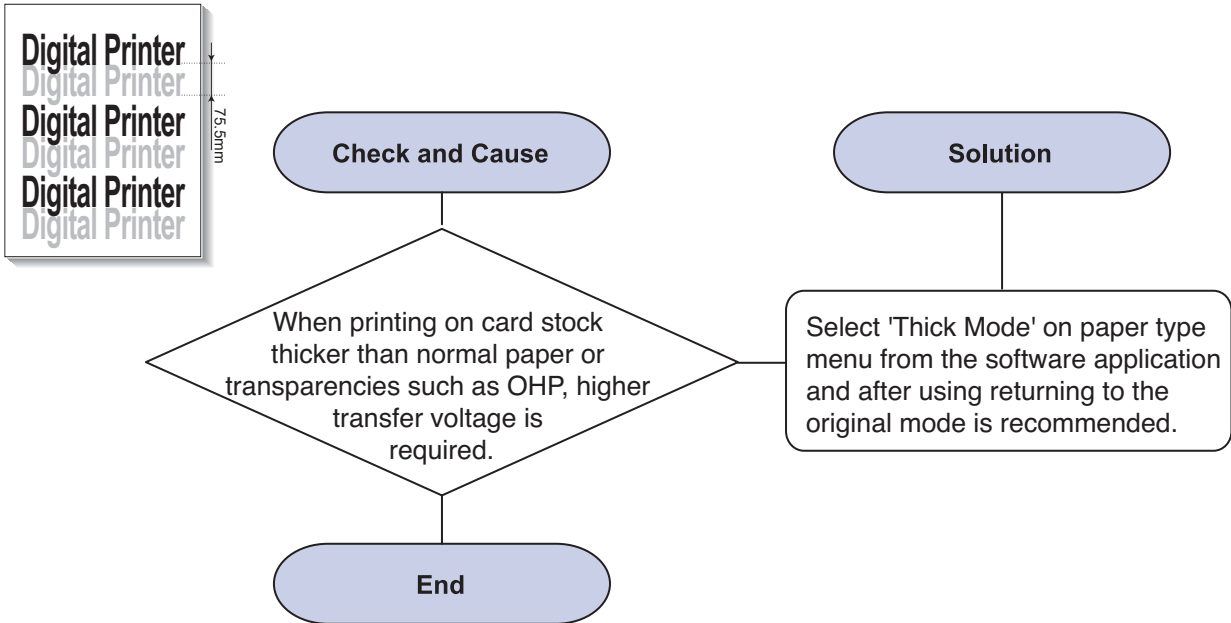 Digital Printer
Digital Printer
Digital Printer
Digital Printer
Digital Printer
Digital Printer
75.5mm
Check and Cause
When printing on card stock
thicker than normal paper or
transparencies such as OHP, higher
transfer voltage is
required.
End
Solution
Select 'Thick Mode' on paper type
menu from the software application
and after using returning to the
original mode is recommended.